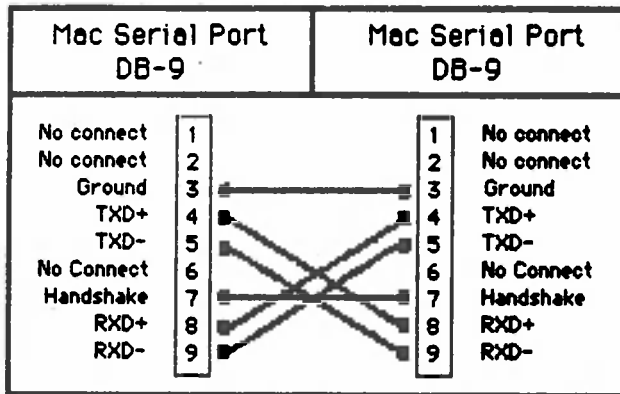 Mac Serial Port DB-9
Mac Serial Port DB-9
No connect 1 1 No connect
No connect 2 2 No connect
Ground 3 3 Ground
TXD+ 4 4 TXD+
TXD- 5 5 TXD-
No Connect 6 6 No Connect
Handshake 7 7 Handshake
RXD+ 8 8 RXD+
RXD- 9 9 RXD-